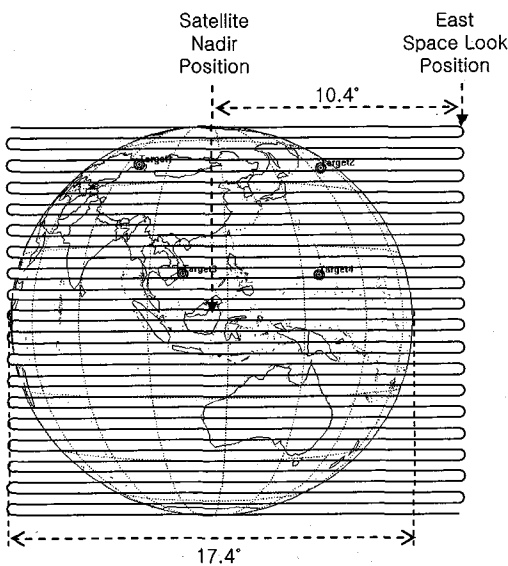 Satellite
Nadir
Position
East
Space Look
Position
10.4°
Target1
Target2
Target3
Target4
17.4°